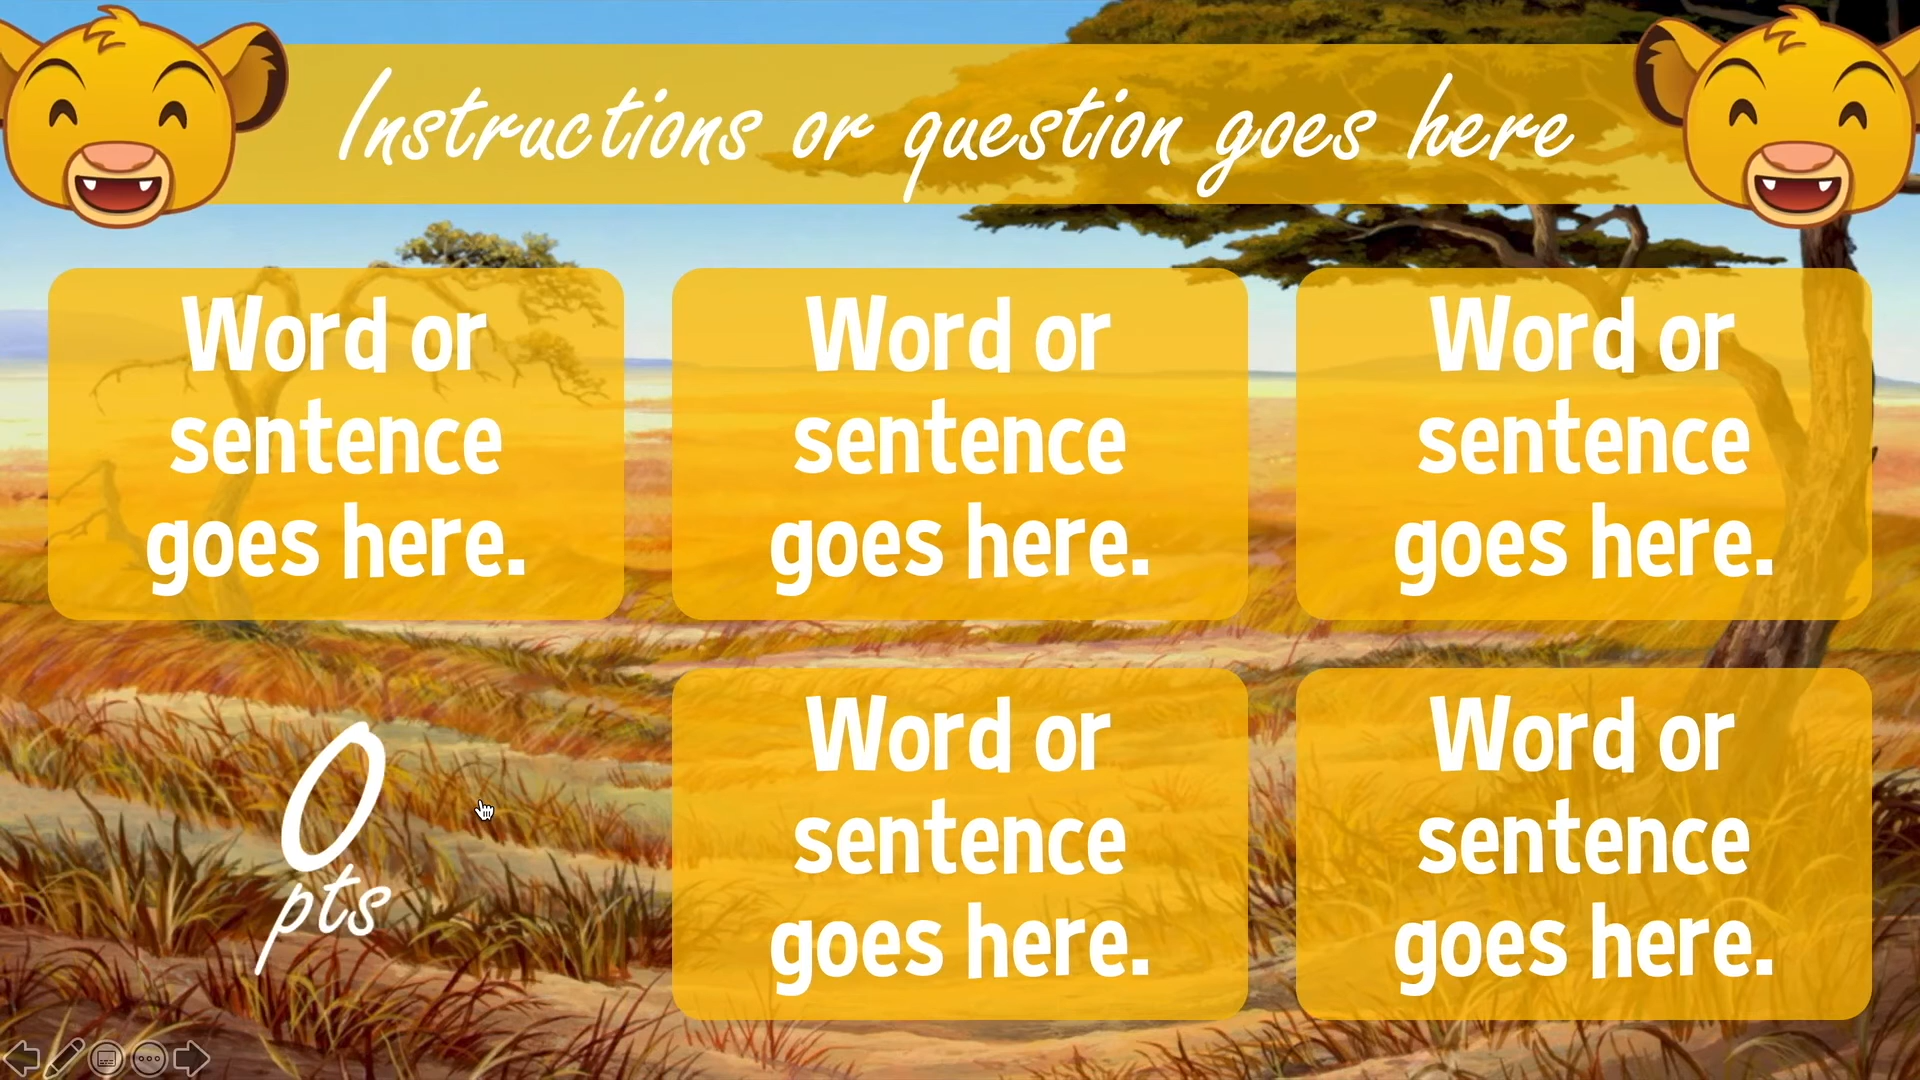 Instructions or question goes here
Word or
sentence
goes here.
Word or
sentence
goes here.
Word or
sentence
goes here.
0
pts
Word or
sentence
goes here.
Word or
sentence
goes here.